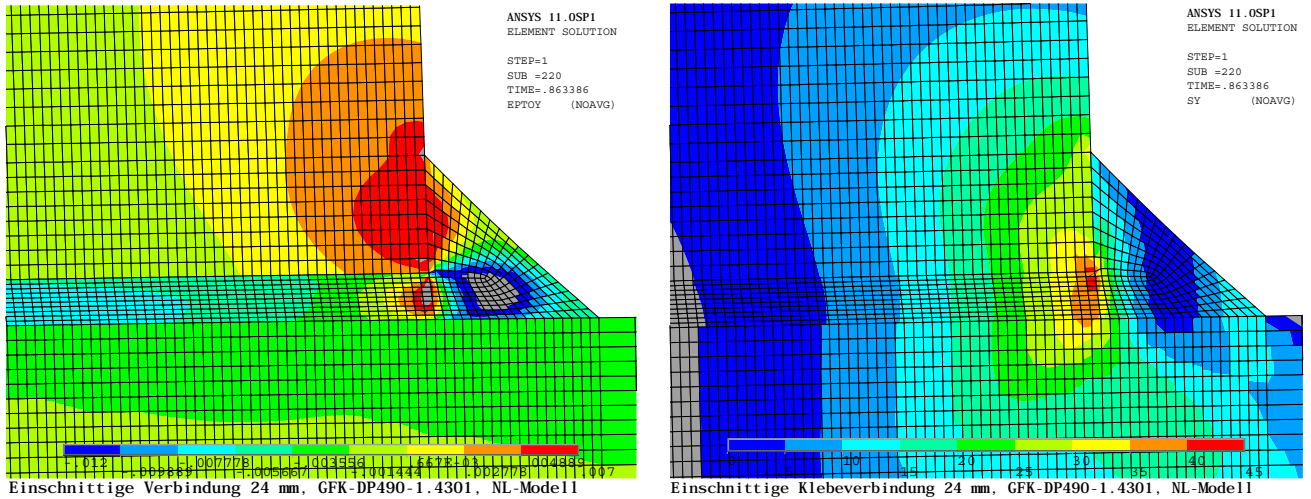 ANSYS 11.0SP1
ELEMENT SOLUTION
STEP=1
SUB =220
TIME=.863386
EPTOY (NOAVG)
-.012 .007778 .003556 .004889
-.009889 -.005667 -.001444 .002778 .007
Einschnittige Verbindung 24 mm, GFK-DP490-1.4301, NL-Modell
ANSYS 11.0SP1
ELEMENT SOLUTION
STEP=1
SUB =220
TIME=.863386
SY (NOAVG)
0 10 20 30 40
15 25 35 45
Einschnittige Klebeverbindung 24 mm, GFK-DP490-1.4301, NL-Modell